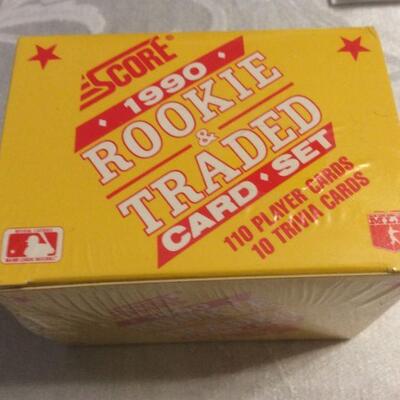 SCORE®
1990
ROOKIE
&
TRADED
CARD • SET
110 PLAYER CARDS
10 TRIVIA CARDS